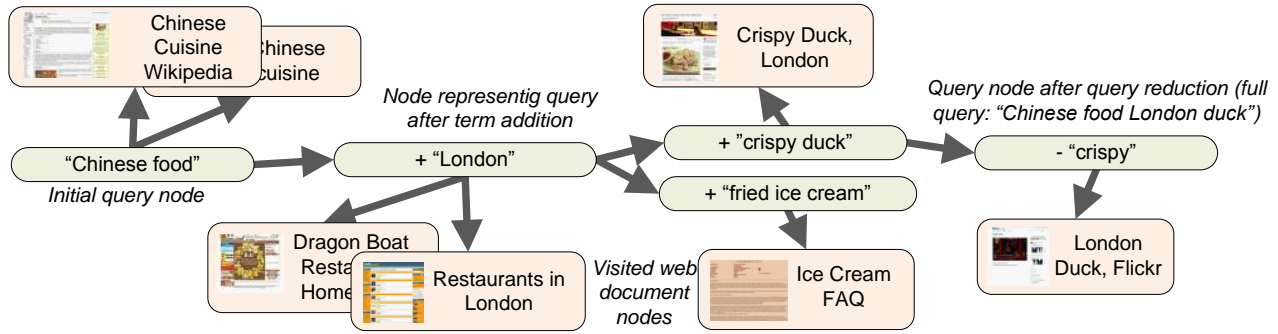 Chinese
Cuisine
Wikipedia
Chinese
cuisine
Crispy Duck,
London
Node representig query
after term addition
Query node after query reduction (full
query: “Chinese food London duck”)
“Chinese food”
+ “London”
+ ”crispy duck”
- “crispy”
Initial query node
+ “fried ice cream”
Dragon Boat
Resta
Home
Restaurants in
London
Visited web
document
nodes
Ice Cream
FAQ
London
Duck, Flickr